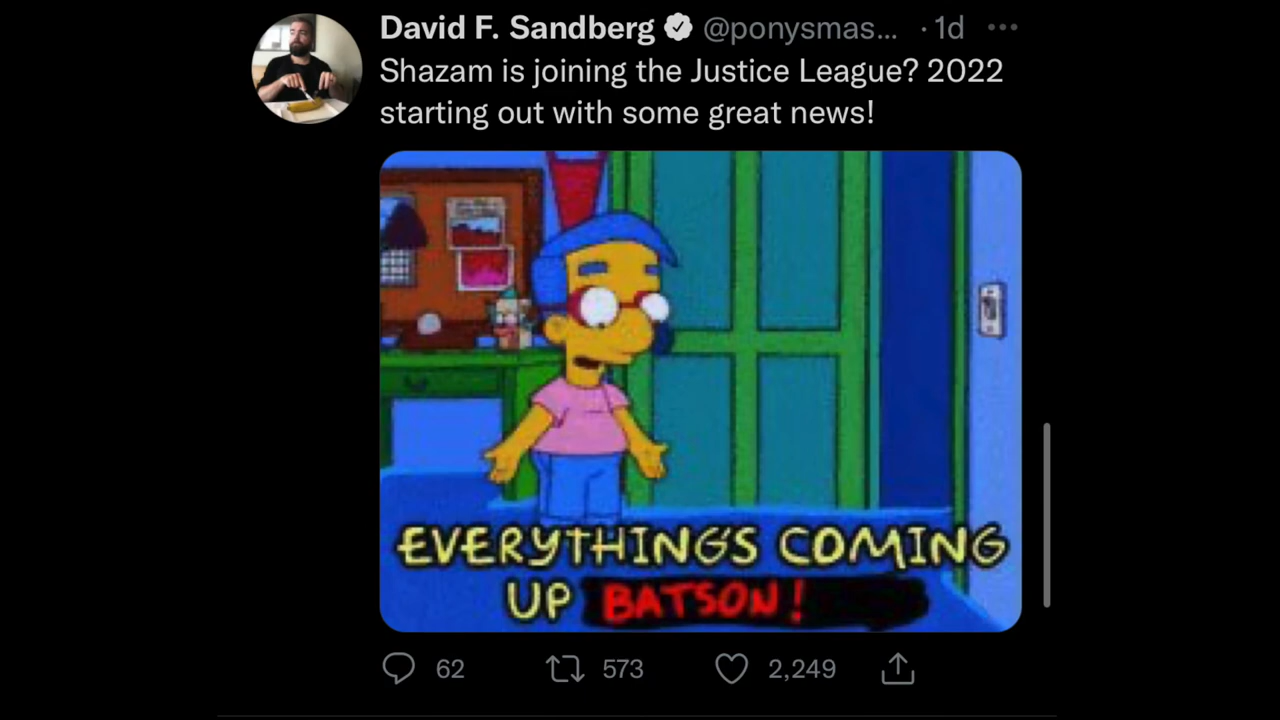 David F. Sandberg @ponysmas... · 1d ...
Shazam is joining the Justice League? 2022
starting out with some great news!
EVERYTHINGS COMING
UP BATSON!
62 573 2,249